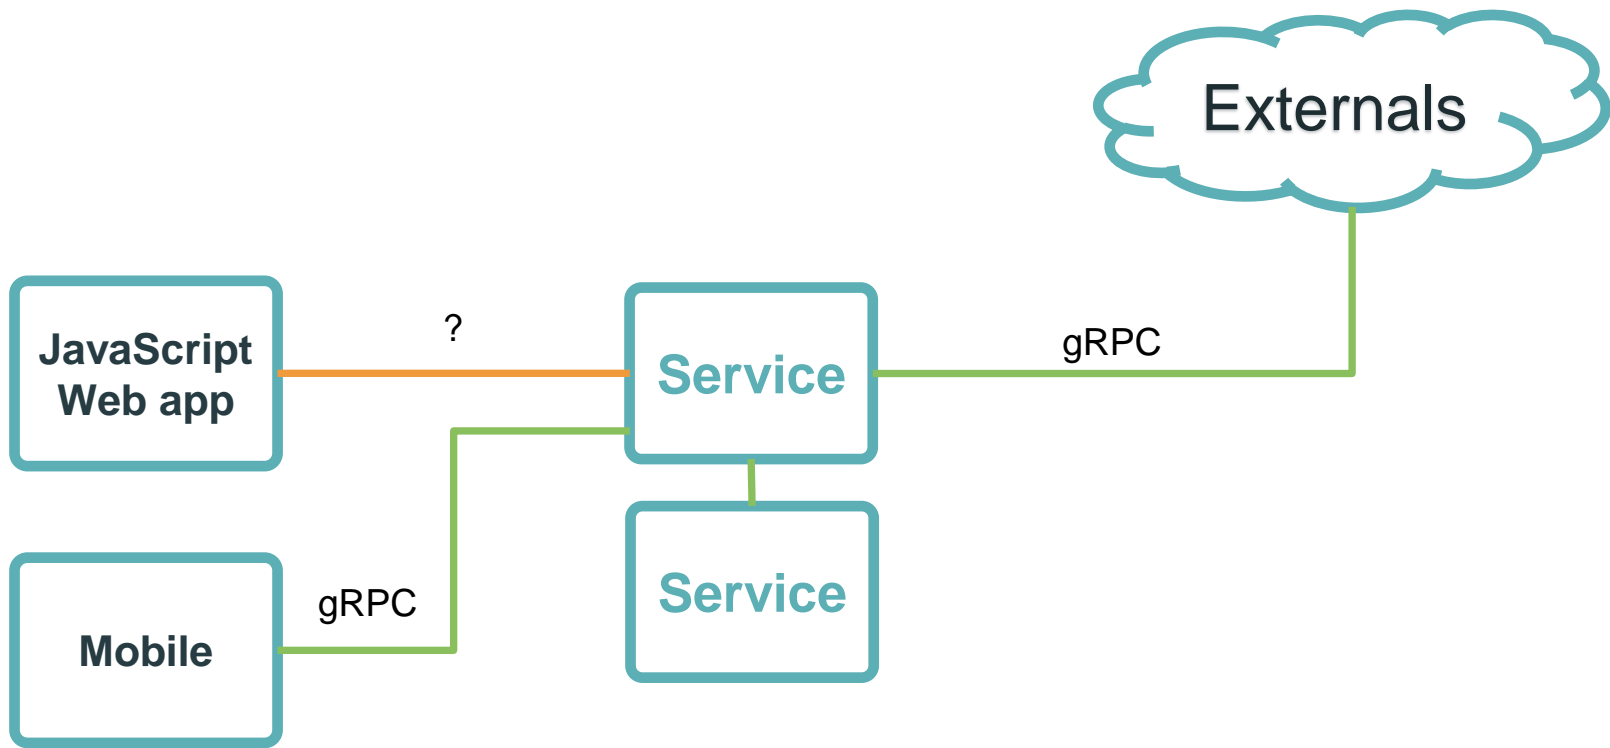 Externals
JavaScript
Web app
?
Service
gRPC
Mobile
gRPC
Service